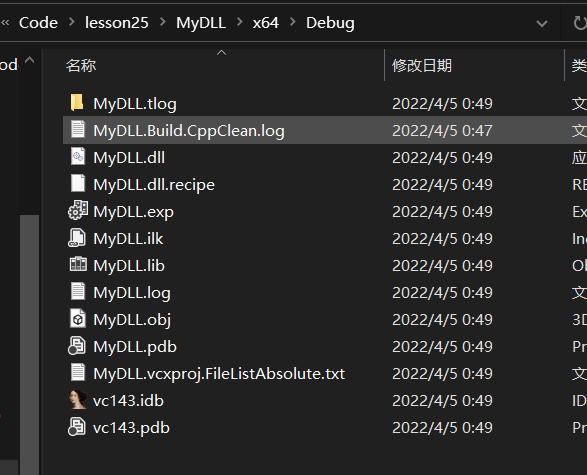 « Code > lesson25 > MyDLL > x64 > Debug
ode
名称 修改日期 类
MyDLL.tlog 2022/4/5 0:49 文
MyDLL.Build.CppClean.log 2022/4/5 0:47 文
MyDLL.dll 2022/4/5 0:49 应
MyDLL.dll.recipe 2022/4/5 0:49 RE
MyDLL.exp 2022/4/5 0:49 Ex
MyDLL.ilk 2022/4/5 0:49 Inc
MyDLL.lib 2022/4/5 0:49 Ob
MyDLL.log 2022/4/5 0:49 文
MyDLL.obj 2022/4/5 0:49 3D
MyDLL.pdb 2022/4/5 0:49 Pr
MyDLL.vcxproj.FileListAbsolute.txt 2022/4/5 0:49 文
vc143.idb 2022/4/5 0:49 ID
vc143.pdb 2022/4/5 0:49 Pr